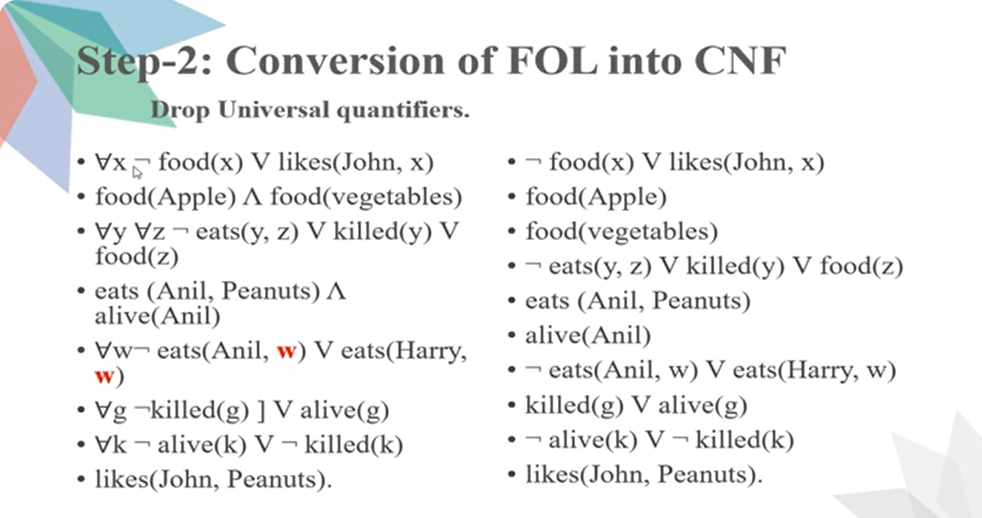 Step-2: Conversion of FOL into CNF
Drop Universal quantifiers.
• ∀x ¬ food(x) V likes(John, x)
• food(Apple) Λ food(vegetables)
• ∀y ∀z ¬ eats(y, z) V killed(y) V
food(z)
• eats (Anil, Peanuts) Λ
alive(Anil)
• ∀w¬ eats(Anil, w) V eats(Harry,
w)
• ∀g ¬killed(g) ] V alive(g)
• ∀k ¬ alive(k) V ¬ killed(k)
• likes(John, Peanuts).
• ¬ food(x) V likes(John, x)
• food(Apple)
• food(vegetables)
• ¬ eats(y, z) V killed(y) V food(z)
• eats (Anil, Peanuts)
• alive(Anil)
• ¬ eats(Anil, w) V eats(Harry, w)
• killed(g) V alive(g)
• ¬ alive(k) V ¬ killed(k)
• likes(John, Peanuts).